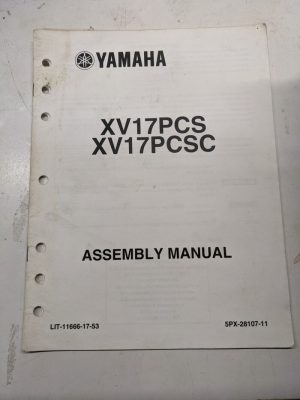 YAMAHA
XV17PCS
XV17PCSC
ASSEMBLY MANUAL
LIT-11666-17-53
5PX-28107-11